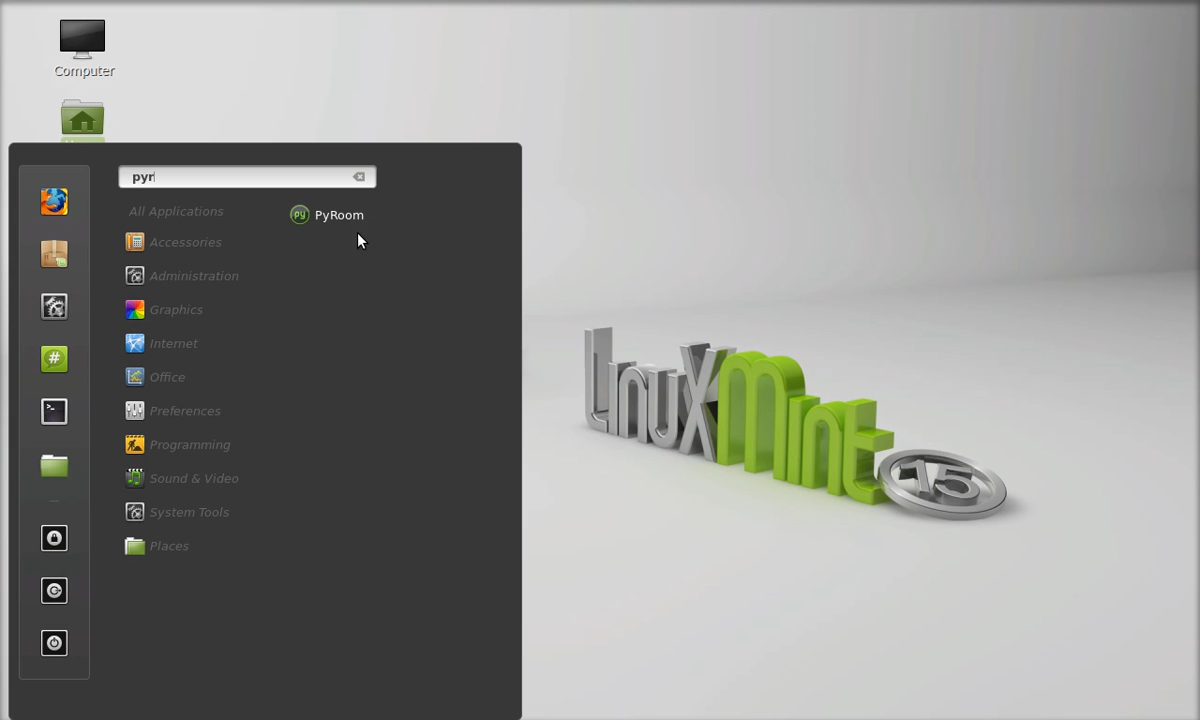 Computer
pyr
All Applications
py PyRoom
Accessories
Administration
Graphics
Internet
Office
Preferences
Programming
Sound & Video
System Tools
Places
#
>_
LinuxMint
15